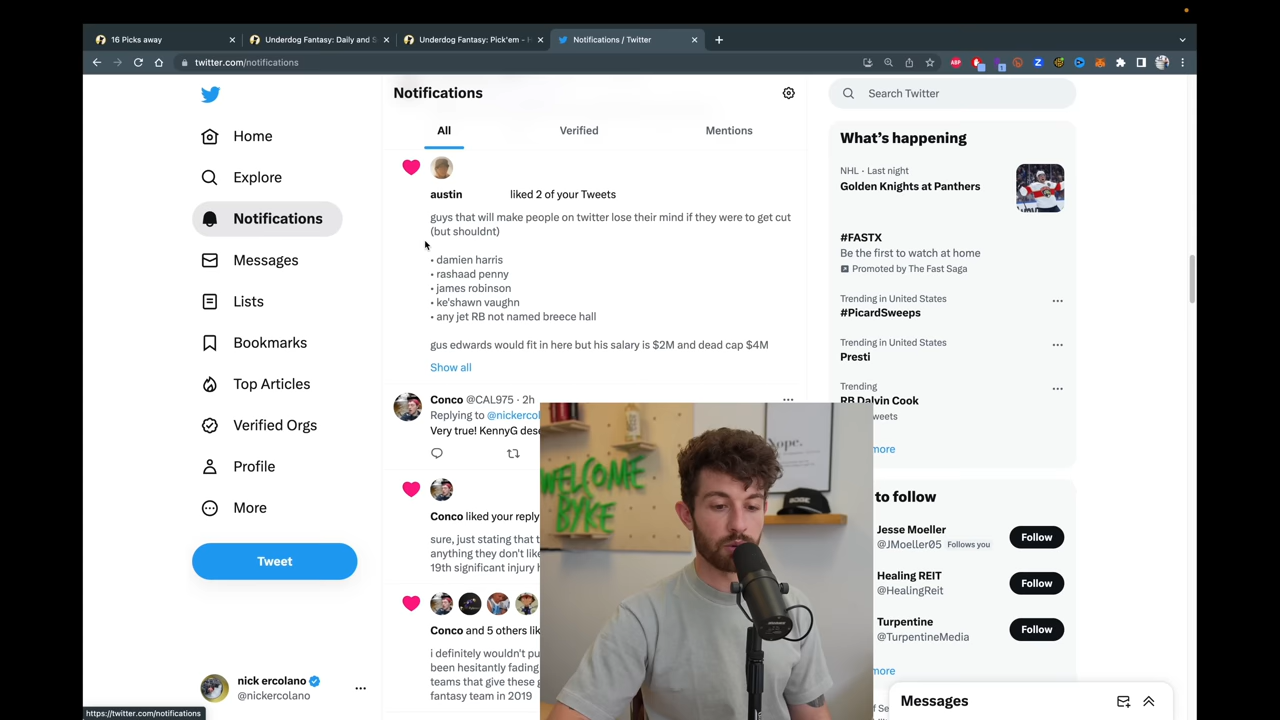 16 Picks away
Underdog Fantasy: Daily and S
Underdog Fantasy: Pick'em - H
Notifications / Twitter
twitter.com/notifications
Home
Explore
Notifications
Messages
Lists
Bookmarks
Top Articles
Verified Orgs
Profile
More
Tweet
nick ercolano
@nickercolano
https://twitter.com/notifications
Notifications
All
Verified
Mentions
austin liked 2 of your Tweets
guys that will make people on twitter lose their mind if they were to get cut
(but shouldnt)
• damien harris
• rashaad penny
• james robinson
• ke'shawn vaughn
• any jet RB not named breece hall
gus edwards would fit in here but his salary is $2M and dead cap $4M
Show all
Conco @CAL975 · 2h
Replying to @nickercol
Very true! KennyG dese
Conco liked your reply
sure, just stating that t
anything they don't like
19th significant injury h
Conco and 5 others lik
i definitely wouldn't pu
been hesitantly fading
teams that give these g
fantasy team in 2019
WELCOME
BYKE
nope.
Search Twitter
What's happening
NHL · Last night
Golden Knights at Panthers
#FASTX
Be the first to watch at home
Promoted by The Fast Saga
Trending in United States
#PicardSweeps
Trending in United States
Presti
Trending
RB Dalvin Cook
weets
more
to follow
Jesse Moeller
@JMoeller05 Follows you
Follow
Healing REIT
@HealingReit
Follow
Turpentine
@TurpentineMedia
Follow
more
Messages